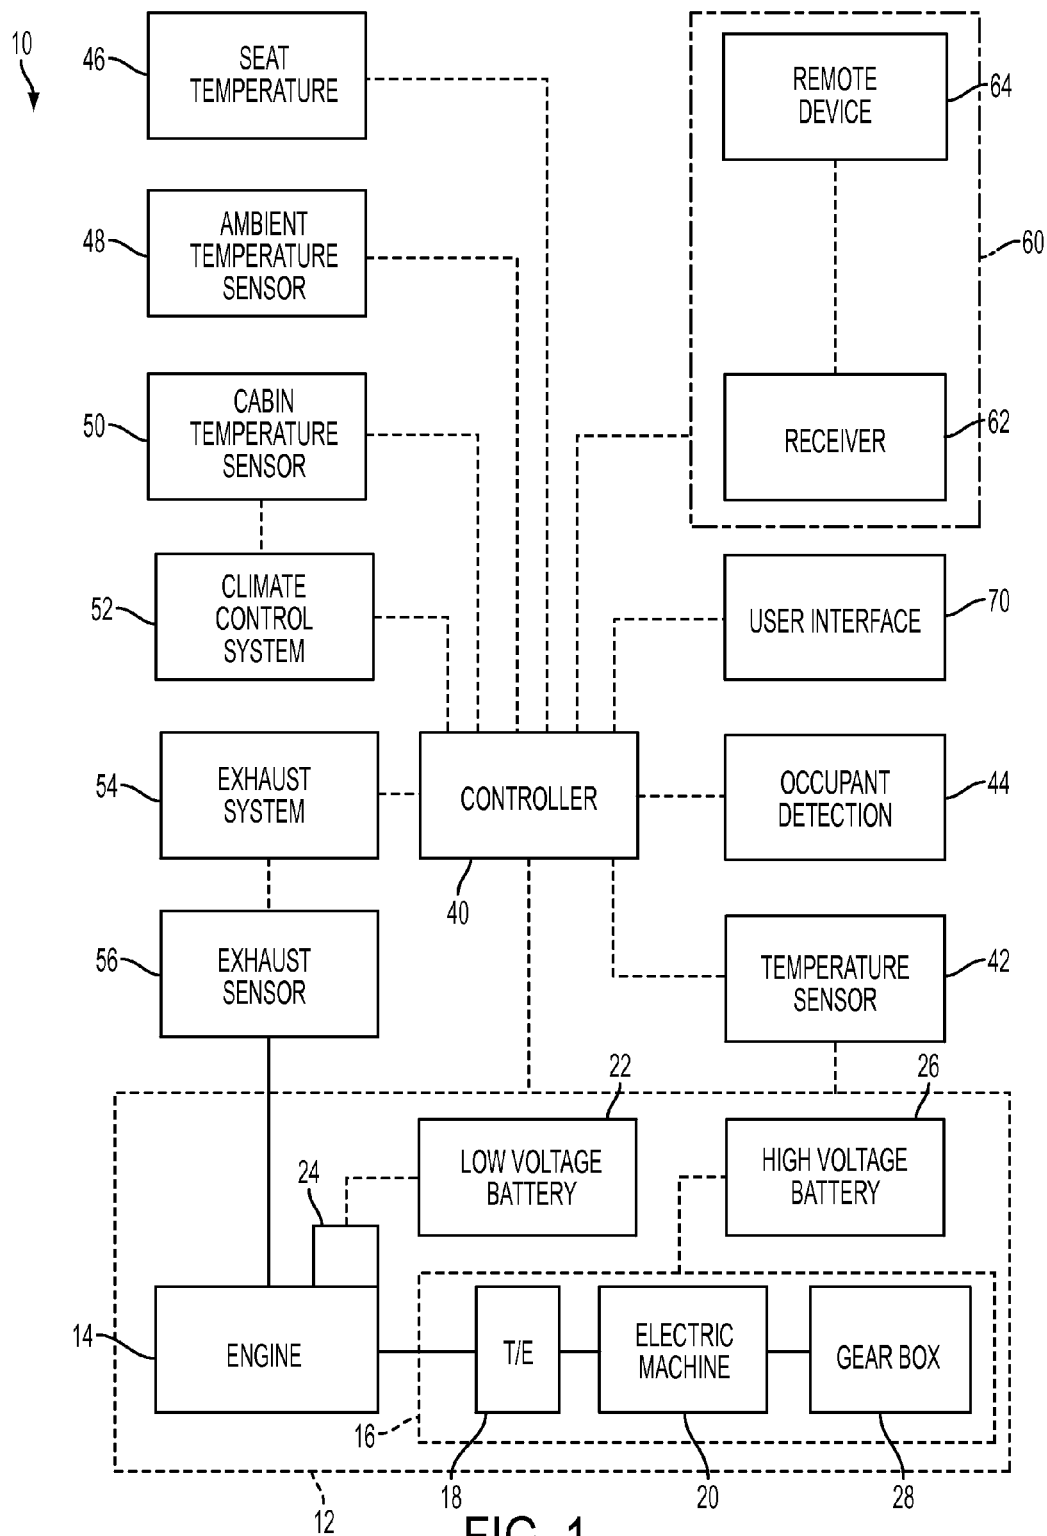 10
46
SEAT
TEMPERATURE
REMOTE
DEVICE
64
48
AMBIENT
TEMPERATURE
SENSOR
60
50
CABIN
TEMPERATURE
SENSOR
RECEIVER
62
52
CLIMATE
CONTROL
SYSTEM
USER INTERFACE
70
54
EXHAUST
SYSTEM
CONTROLLER
40
OCCUPANT
DETECTION
44
56
EXHAUST
SENSOR
TEMPERATURE
SENSOR
42
22
26
LOW VOLTAGE
BATTERY
HIGH VOLTAGE
BATTERY
24
14
ENGINE
T/E
ELECTRIC
MACHINE
GEAR BOX
16
18
20
28
12
FIG. 1